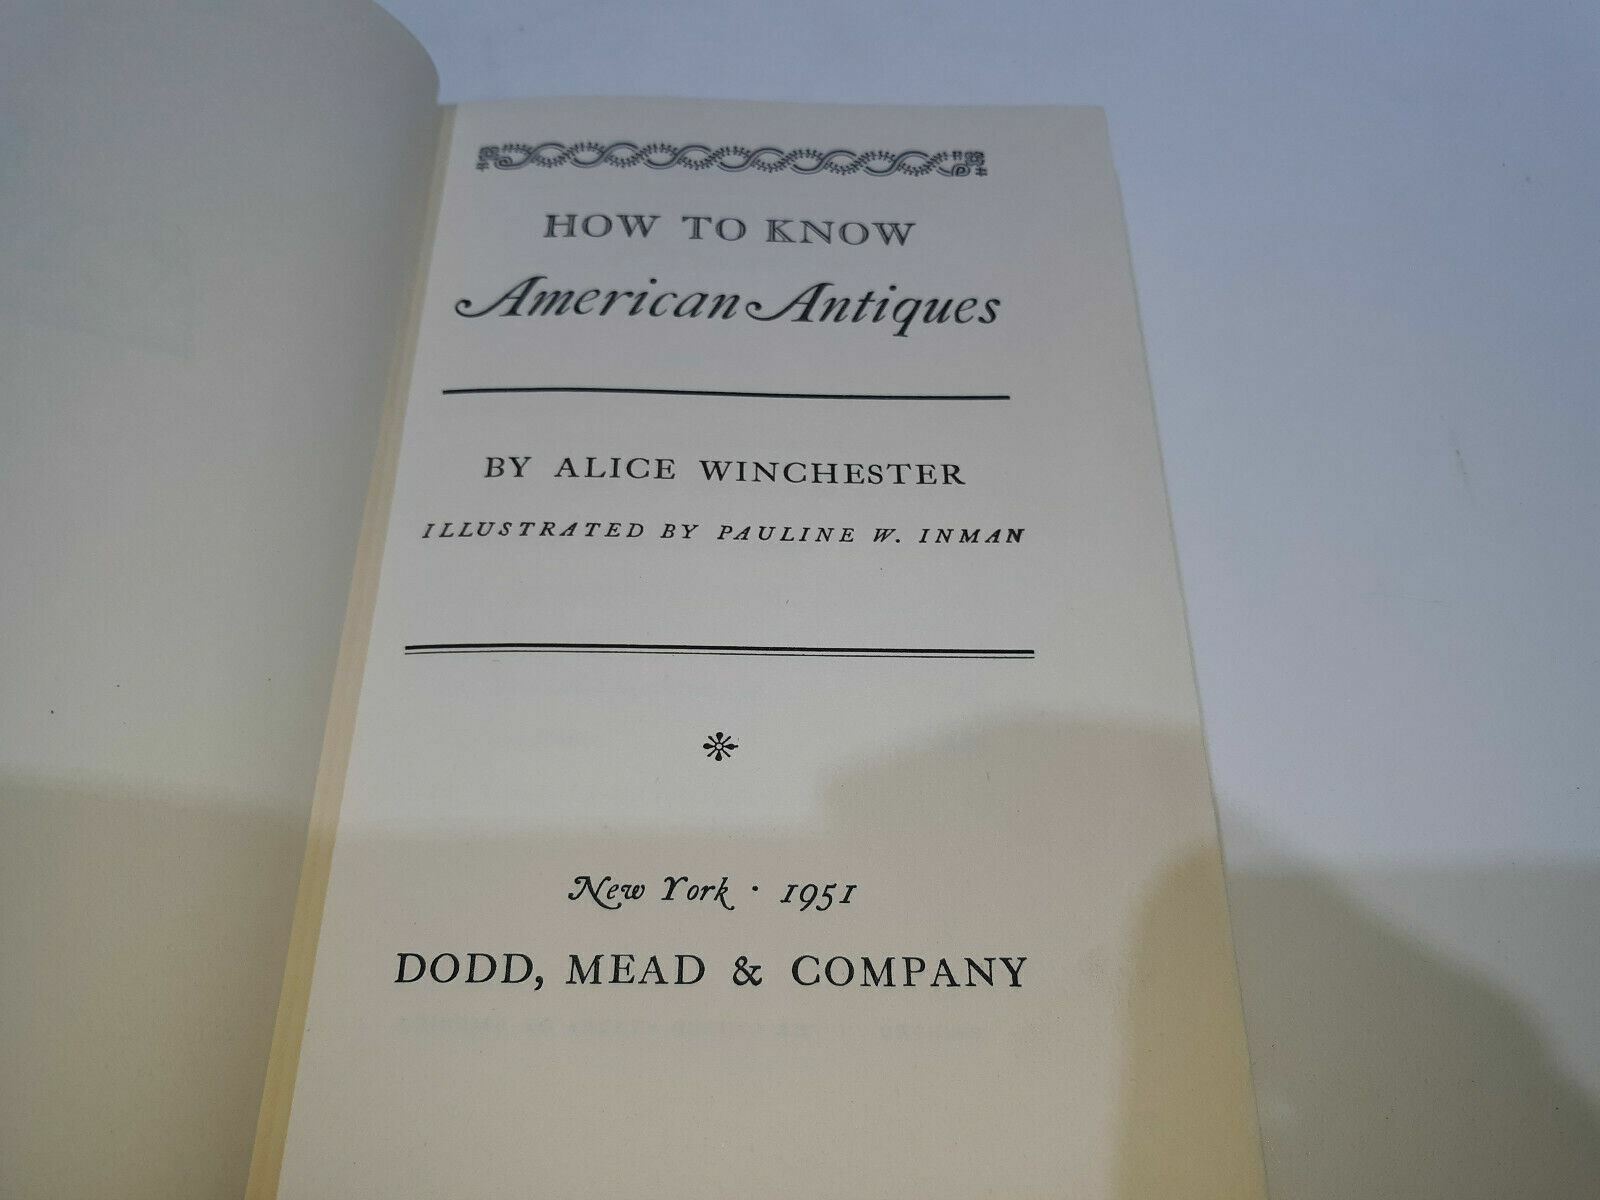 HOW TO KNOW
American Antiques
BY ALICE WINCHESTER
ILLUSTRATED BY PAULINE W. INMAN
New York · 1951
DODD, MEAD & COMPANY